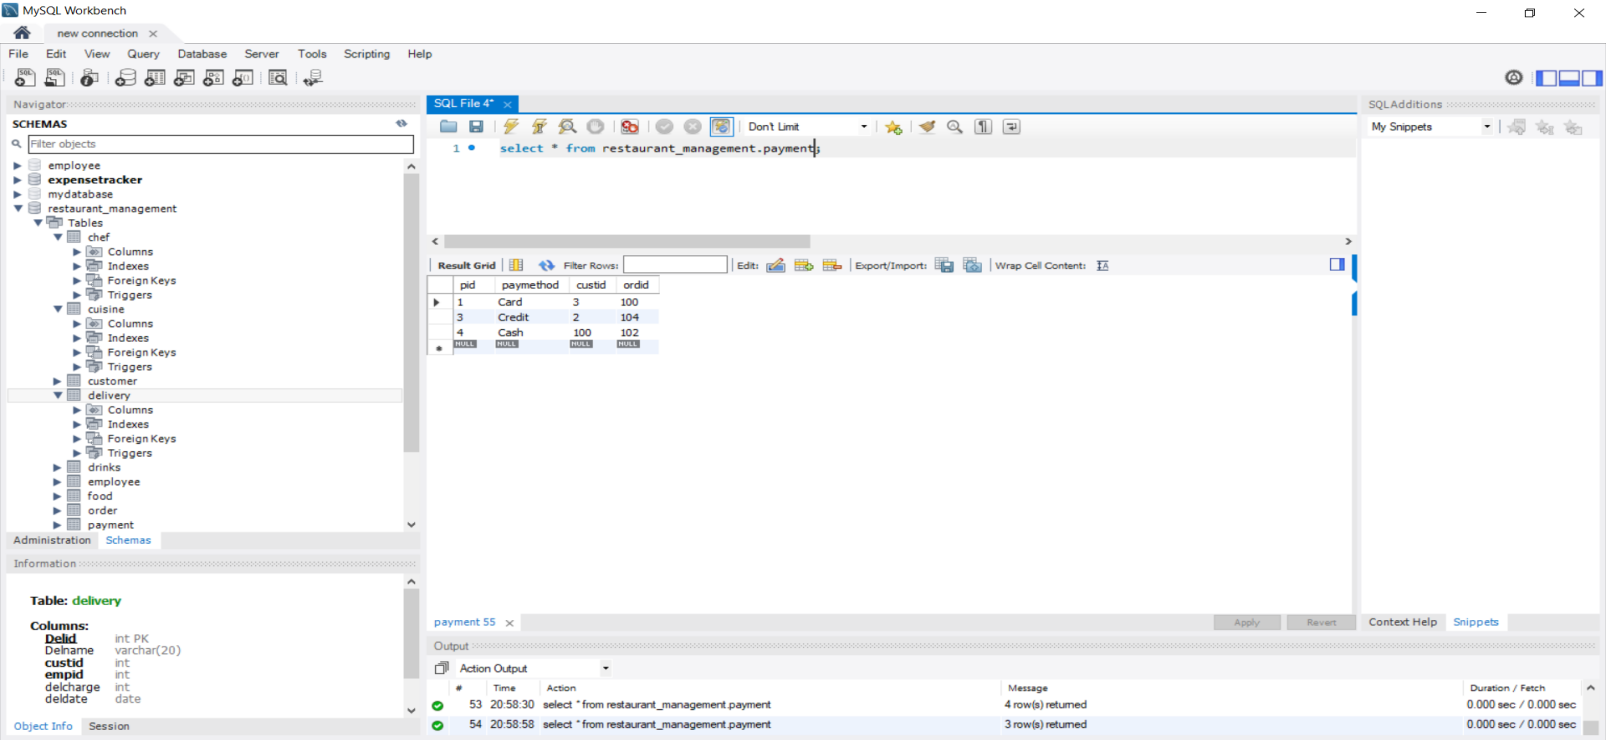 MySQL Workbench
new connection
File Edit View Query Database Server Tools Scripting Help
Navigator
SCHEMAS
Filter objects
employee
expensetracker
mydatabase
restaurant_management
Tables
chef
Columns
Indexes
Foreign Keys
Triggers
cuisine
Columns
Indexes
Foreign Keys
Triggers
customer
delivery
Columns
Indexes
Foreign Keys
Triggers
drinks
employee
food
order
payment
Administration Schemas
Information
Table: delivery
Columns:
Delid int PK
Delname varchar(20)
custid int
empid int
delcharge int
deldate date
Object Info Session
SQL File 4*
Don't Limit
1 select * from restaurant_management.payment;
Result Grid Filter Rows: Edit: Export/Import: Wrap Cell Content:
pid paymethod custid ordid
1 Card 3 100
3 Credit 2 104
4 Cash 100 102
NULL NULL NULL NULL
payment 55 Apply Revert
Output
Action Output
# Time Action Message Duration / Fetch
53 20:58:30 select * from restaurant_management.payment 4 row(s) returned 0.000 sec / 0.000 sec
54 20:58:58 select * from restaurant_management.payment 3 row(s) returned 0.000 sec / 0.000 sec
SQLAdditions
My Snippets
Context Help Snippets